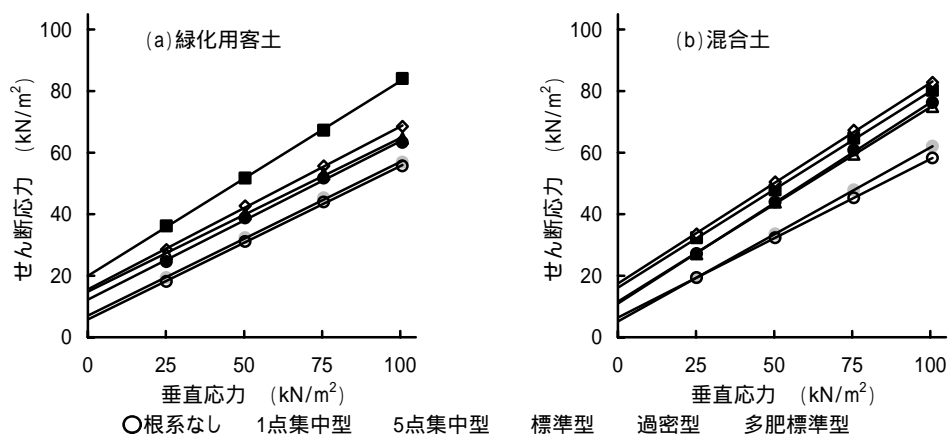 (a)緑化用客土
100
80
60
40
20
0
せん断応力 (kN/m²)
0 25 50 75 100
垂直応力 (kN/m²)
(b)混合土
100
80
60
40
20
0
せん断応力 (kN/m²)
0 25 50 75 100
垂直応力 (kN/m²)
○根系なし 1点集中型 5点集中型 標準型 過密型 多肥標準型